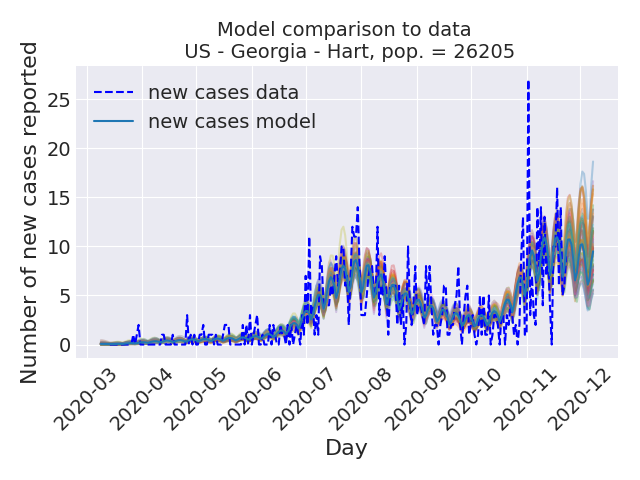 Model comparison to data
US - Georgia - Hart, pop. = 26205
Number of new cases reported
25
20
15
10
5
0
new cases data
new cases model
2020-03
2020-04
2020-05
2020-06
2020-07
2020-08
2020-09
2020-10
2020-11
2020-12
Day